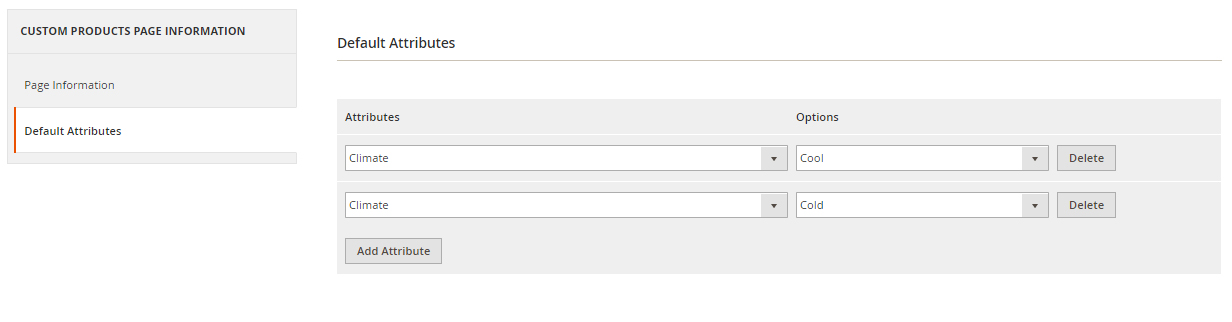 CUSTOM PRODUCTS PAGE INFORMATION
Page Information
Default Attributes
Default Attributes
Attributes Options
Climate Cool Delete
Climate Cold Delete
Add Attribute